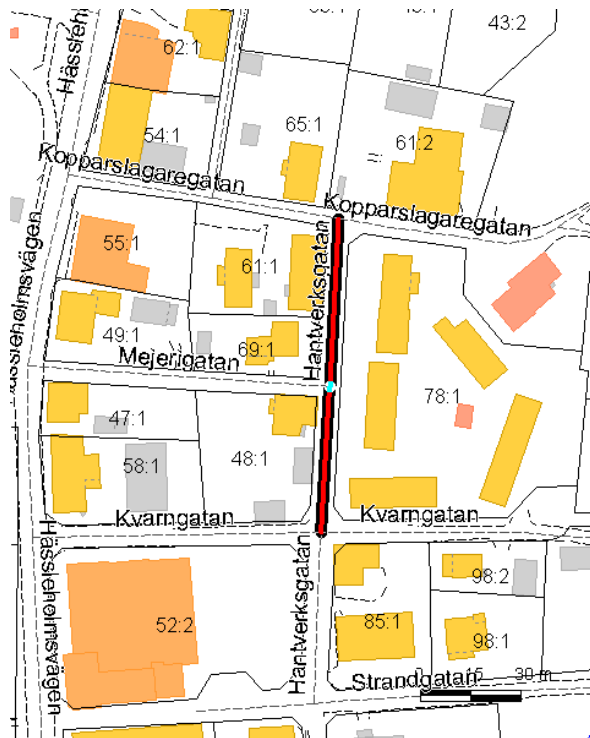 43:2
62:1
Hässleh
54:1
65:1
61:2
Kopparslagaregatan
Kopparslagaregatan
55:1
61:1
Hantverksgatan
Hässleholmsvägen
49:1
Mejerigatan
69:1
78:1
47:1
48:1
58:1
Kvarngatan
Kvarngatan
Hässleholmsvägen
Hantverksgatan
98:2
52:2
85:1
98:1
Strandgatan
0 15 30 m